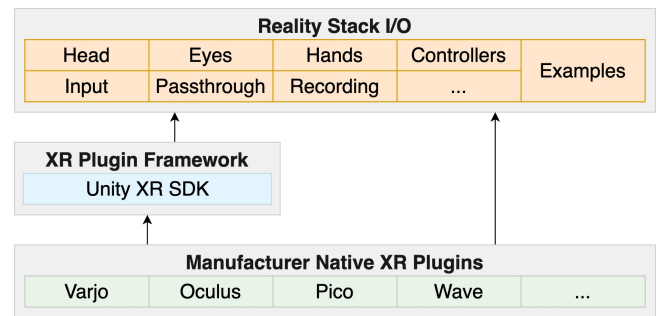 Reality Stack I/O
Head Eyes Hands Controllers Examples
Input Passthrough Recording ...
XR Plugin Framework
Unity XR SDK
Manufacturer Native XR Plugins
Varjo Oculus Pico Wave ...